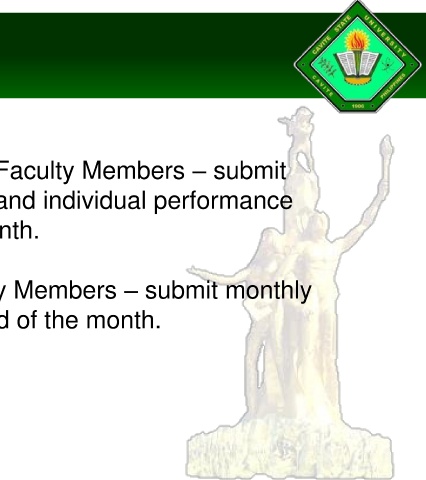 CAVITE STATE UNIVERSITY
CAVITE PHILIPPINES
1906
Faculty Members – submit
and individual performance
nth.
y Members – submit monthly
d of the month.